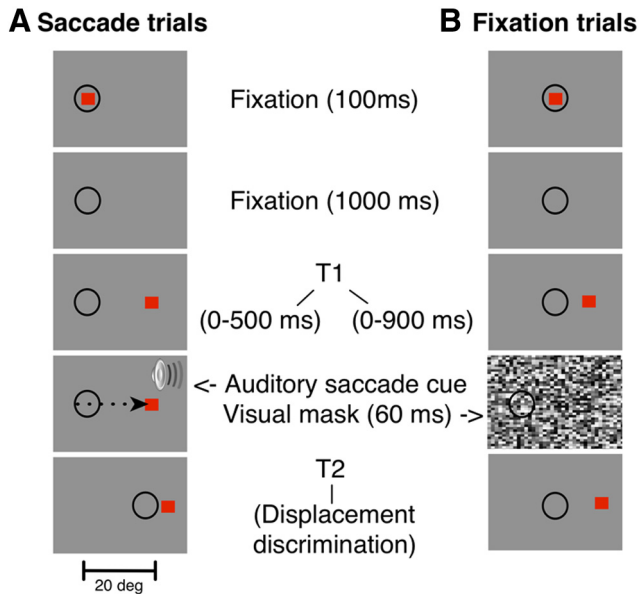 A Saccade trials
B Fixation trials
Fixation (100ms)
Fixation (1000 ms)
T1
(0-500 ms) (0-900 ms)
<- Auditory saccade cue
Visual mask (60 ms) ->
T2
(Displacement
discrimination)
20 deg